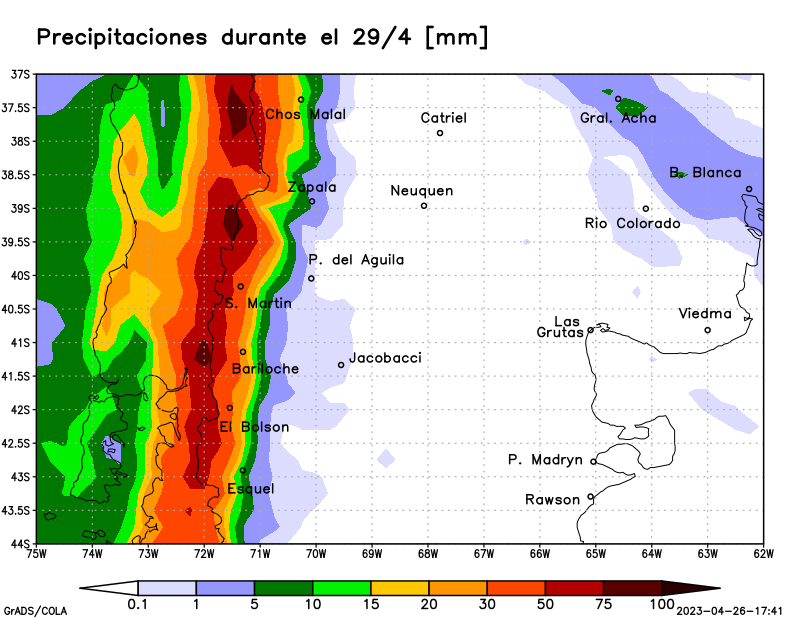 Precipitaciones durante el 29/4 [mm]
37S
37.5S
Chos Malal
Catriel
Gral. Acha
38S
38.5S
B. Blanca
Zapala
Neuquen
39S
Rio Colorado
39.5S
P. del Aguila
40S
S. Martin
40.5S
Viedma
Las
Grutas
41S
Jacobacci
Bariloche
41.5S
42S
El Bolson
42.5S
P. Madryn
43S
Esquel
Rawson
43.5S
44S
75W 74W 73W 72W 71W 70W 69W 68W 67W 66W 65W 64W 63W 62W
0.1 1 5 10 15 20 30 50 75 100
GrADS/COLA
2023-04-26-17:41